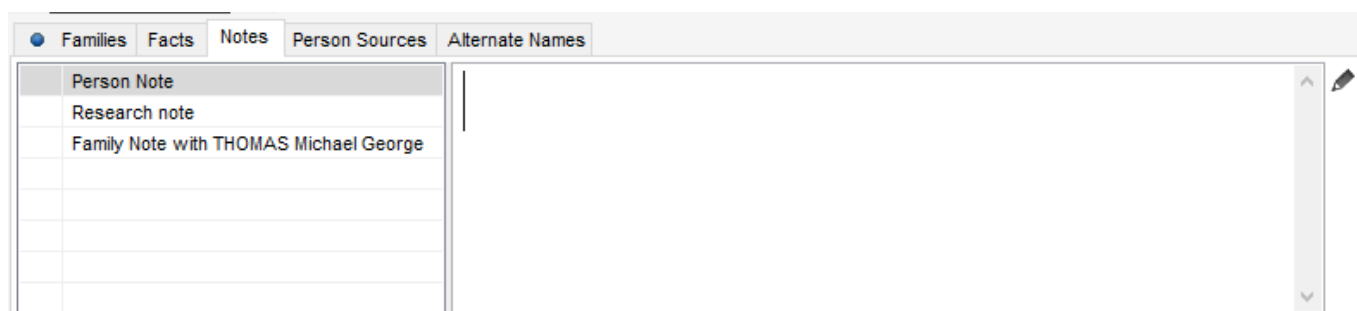 Families Facts Notes Person Sources Alternate Names
Person Note
Research note
Family Note with THOMAS Michael George